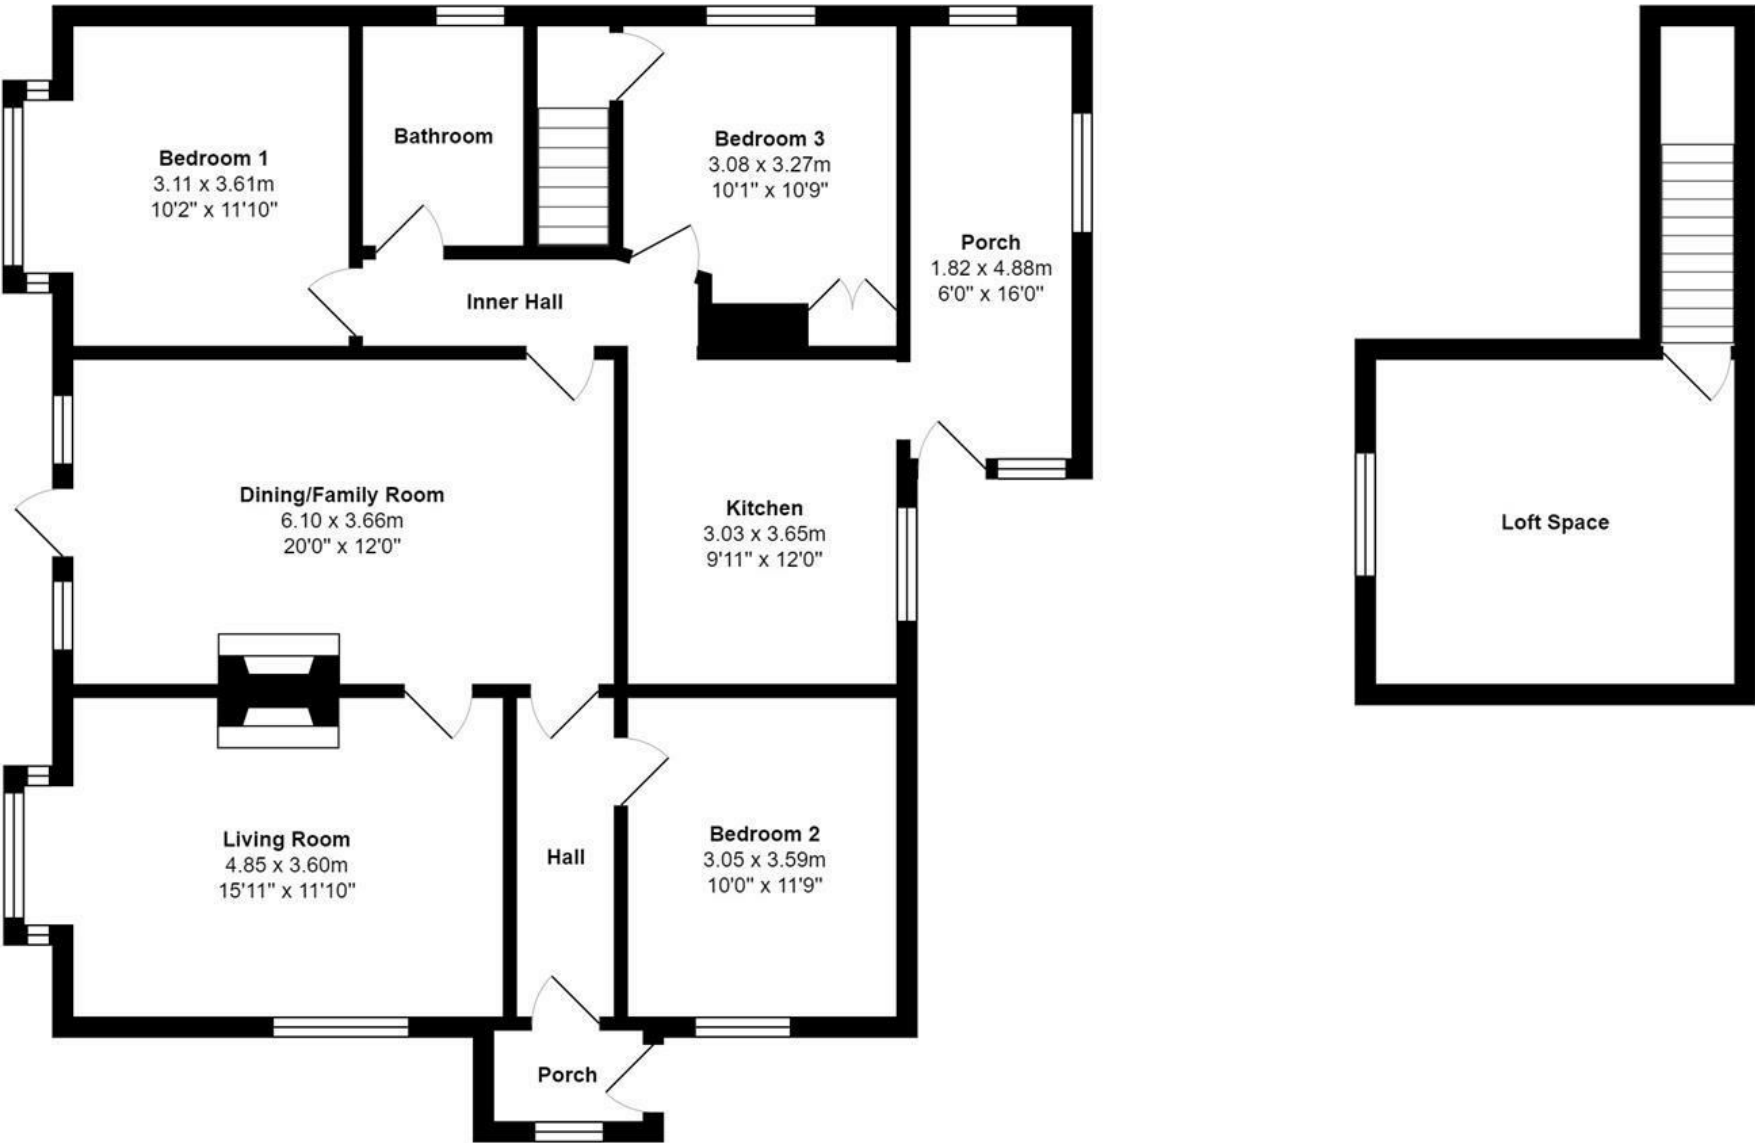 Bedroom 1
3.11 x 3.61m
10'2" x 11'10"
Bathroom
Bedroom 3
3.08 x 3.27m
10'1" x 10'9"
Porch
1.82 x 4.88m
6'0" x 16'0"
Inner Hall
Dining/Family Room
6.10 x 3.66m
20'0" x 12'0"
Kitchen
3.03 x 3.65m
9'11" x 12'0"
Loft Space
Living Room
4.85 x 3.60m
15'11" x 11'10"
Hall
Bedroom 2
3.05 x 3.59m
10'0" x 11'9"
Porch